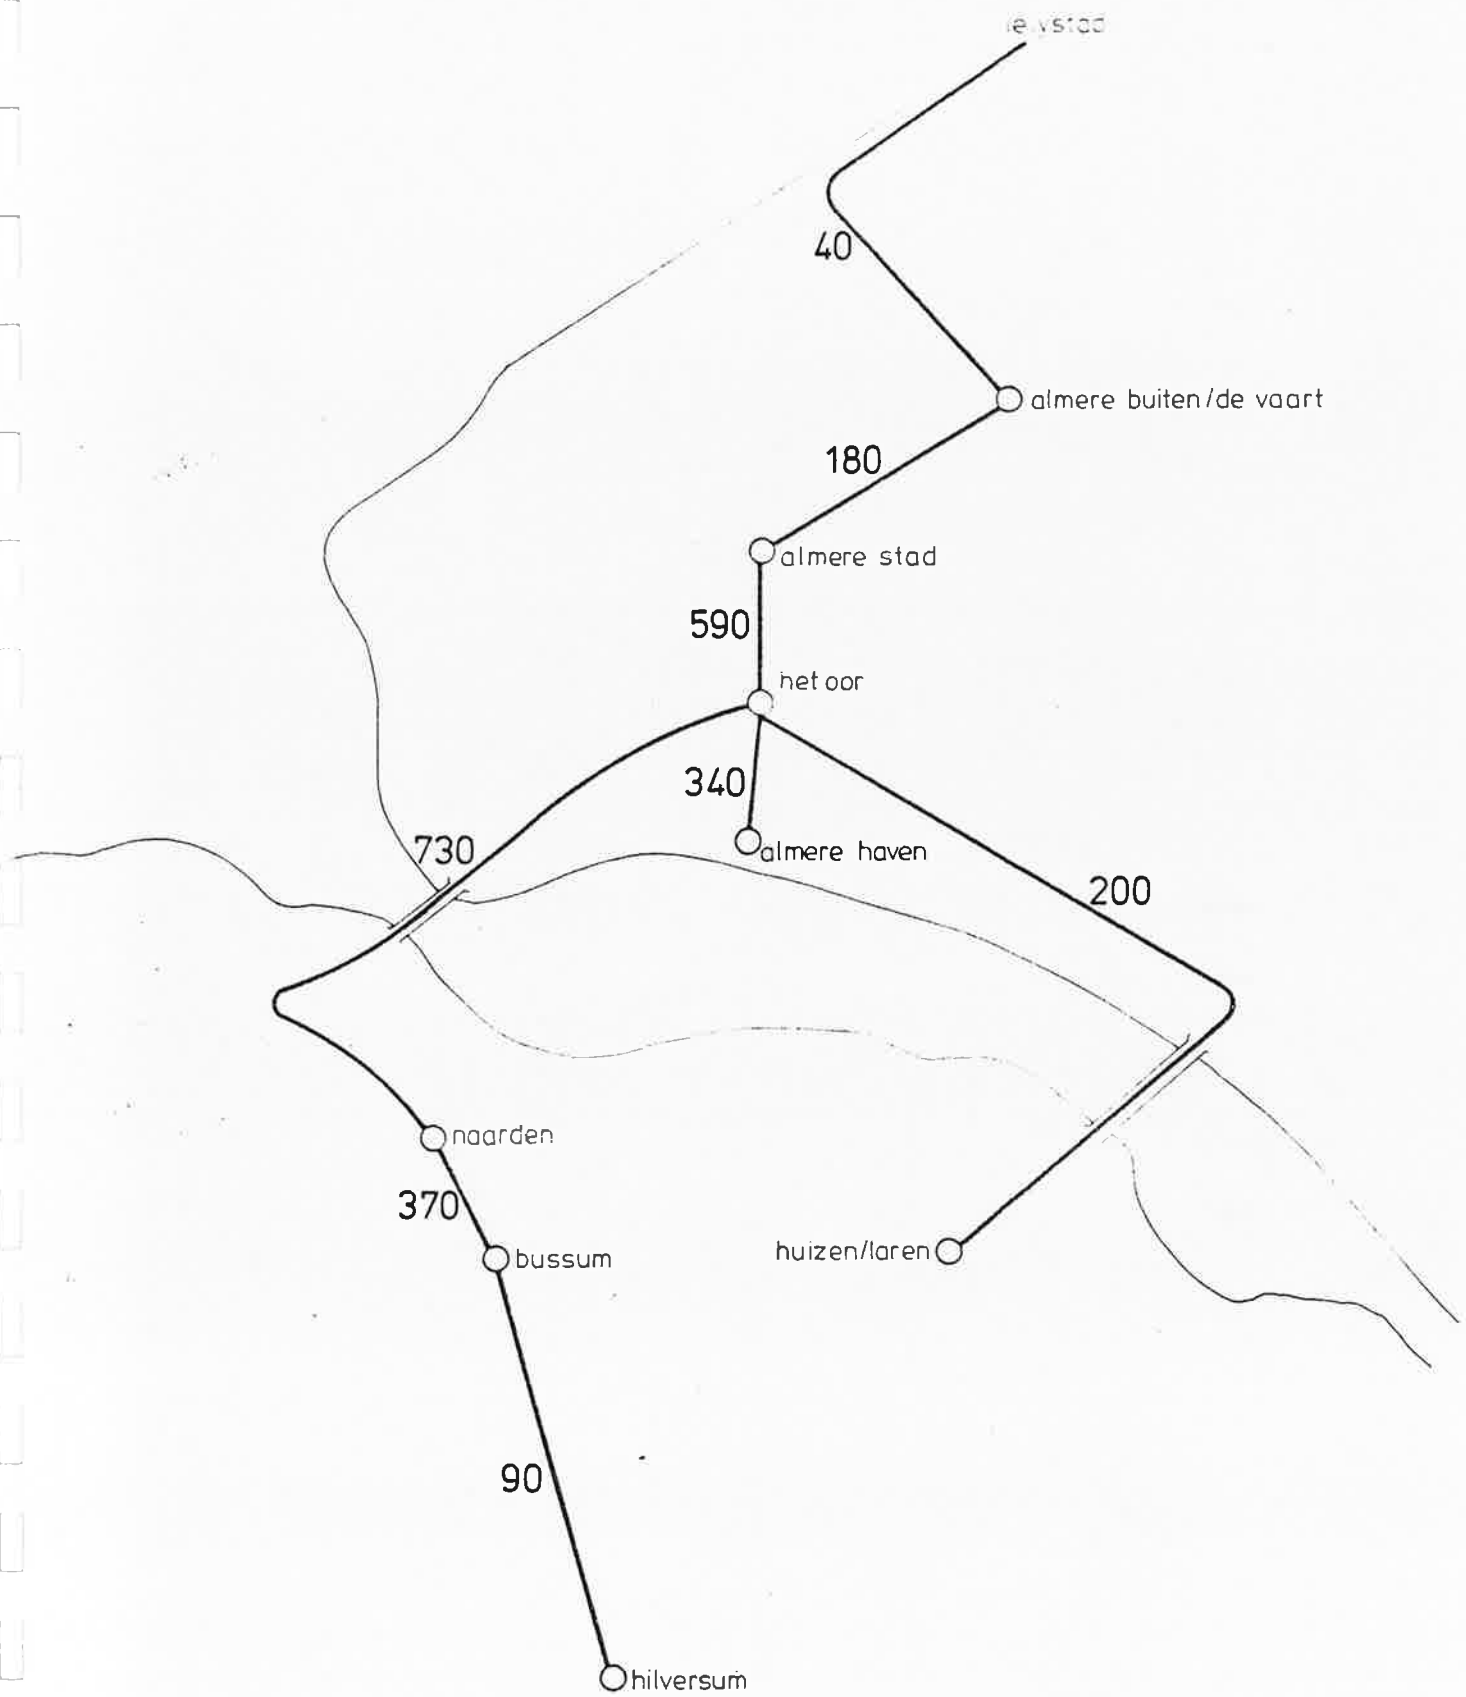 lelystad
40
almere buiten/de vaart
180
almere stad
590
het oor
340
730
almere haven
200
naarden
370
huizen/laren
bussum
90
hilversum